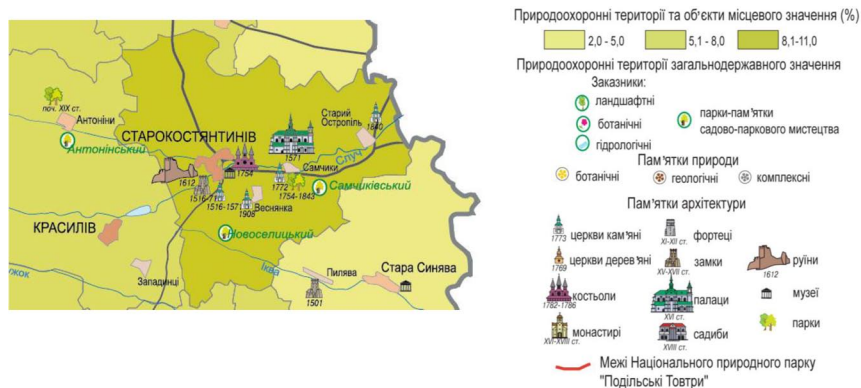 поч. XIX ст.
Антоніни
Антонінський
СТАРОКОСТЯНТИНІВ
Старий
Остропіль
1840
1571
Случ
1754
Самчики
1612
1772
1754-1843
Самчиківський
1516-1571
1908
Веснянка
КРАСИЛІВ
Новоселицький
Західинці
Іква
Пилява
Стара Синява
1501
Природоохоронні території та об'єкти місцевого значення (%)
2,0 - 5,0
5,1 - 8,0
8,1-11,0
Природоохоронні території загальнодержавного значення
Заказники:
ландшафтні
ботанічні
гідрологічні
парки-пам'ятки
садово-паркового мистецтва
Пам'ятки природи
ботанічні
геологічні
комплексні
Пам'ятки архітектури
1773
церкви кам'яні
1769
церкви дерев'яні
1782-1786
костьоли
XVI-XVIII ст.
монастирі
XI-XII ст.
фортеці
XV-XVII ст.
замки
XVI ст.
палаци
XVIII ст.
садиби
1612
руїни
музеї
парки
Межі Національного природного парку
"Подільські Товтри"